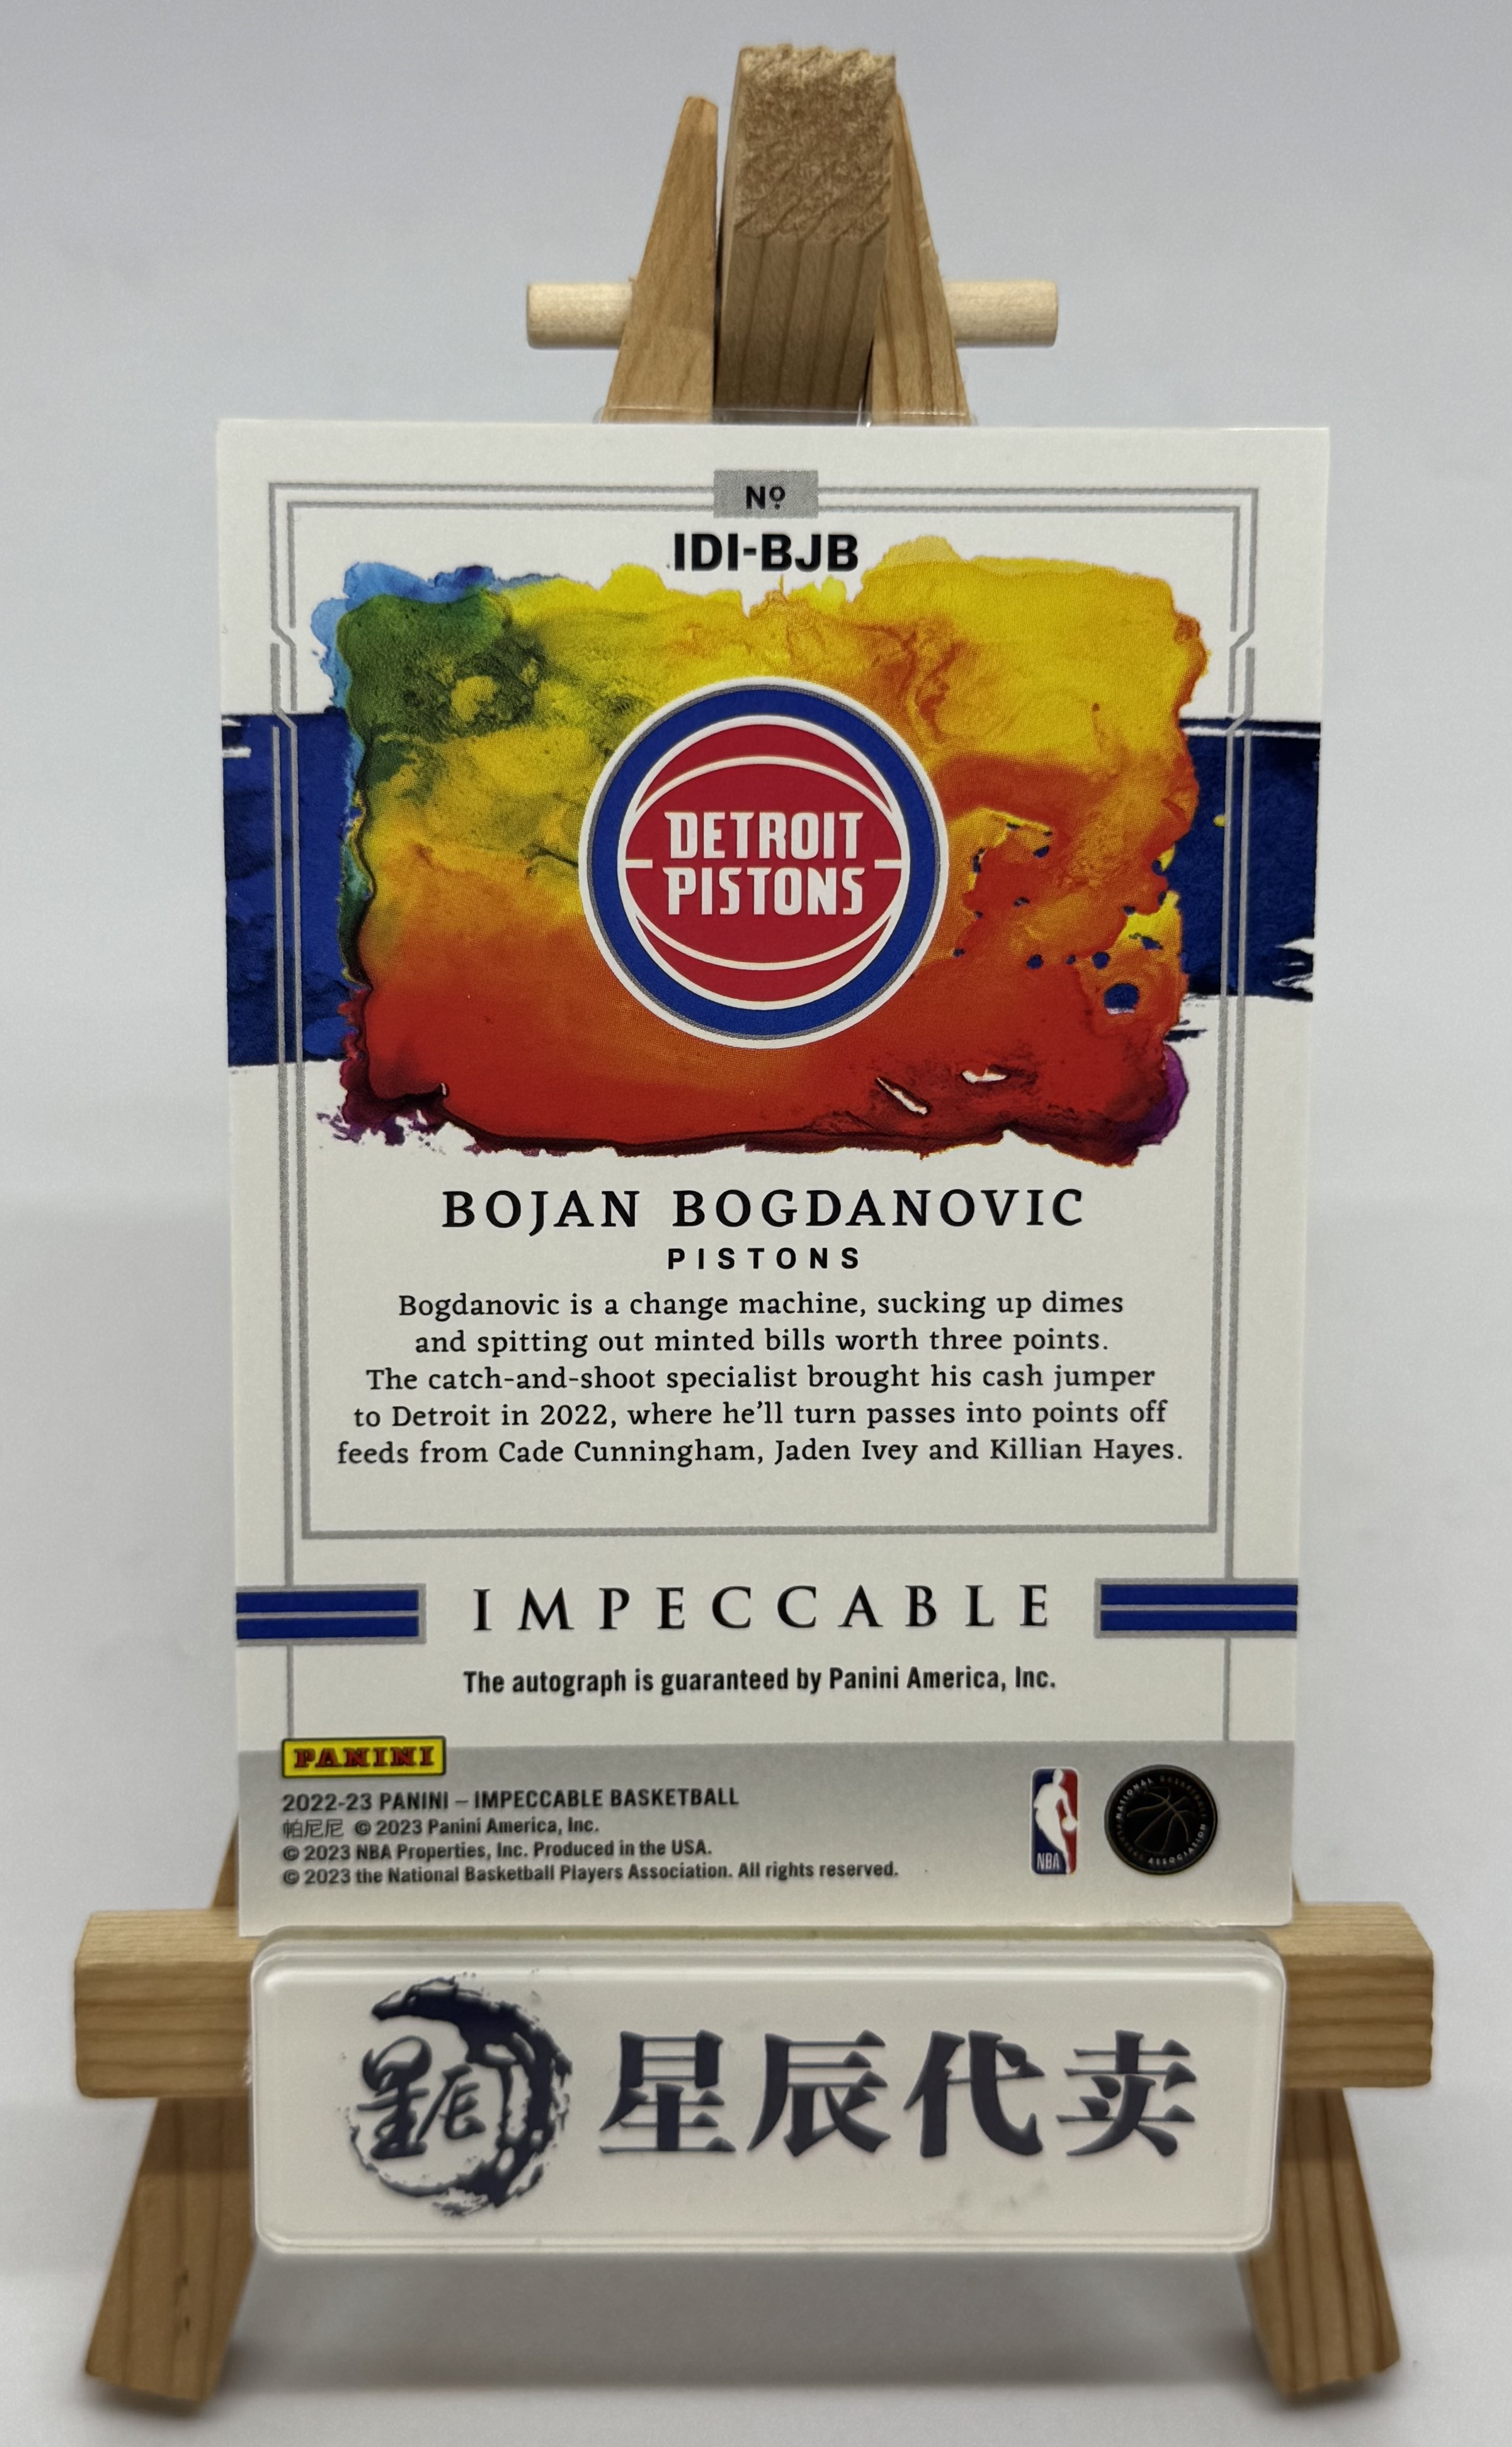 Nº
IDI-BJB
DETROIT
PISTONS
BOJAN BOGDANOVIC
PISTONS
Bogdanovic is a change machine, sucking up dimes
and spitting out minted bills worth three points.
The catch-and-shoot specialist brought his cash jumper
to Detroit in 2022, where he’ll turn passes into points off
feeds from Cade Cunningham, Jaden Ivey and Killian Hayes.
IMPECCABLE
The autograph is guaranteed by Panini America, Inc.
PANINI
2022-23 PANINI – IMPECCABLE BASKETBALL
帕尼尼 © 2023 Panini America, Inc.
© 2023 NBA Properties, Inc. Produced in the USA.
© 2023 the National Basketball Players Association. All rights reserved.
NBA
NATIONAL BASKETBALL PLAYERS ASSOCIATION
星辰
星辰代卖